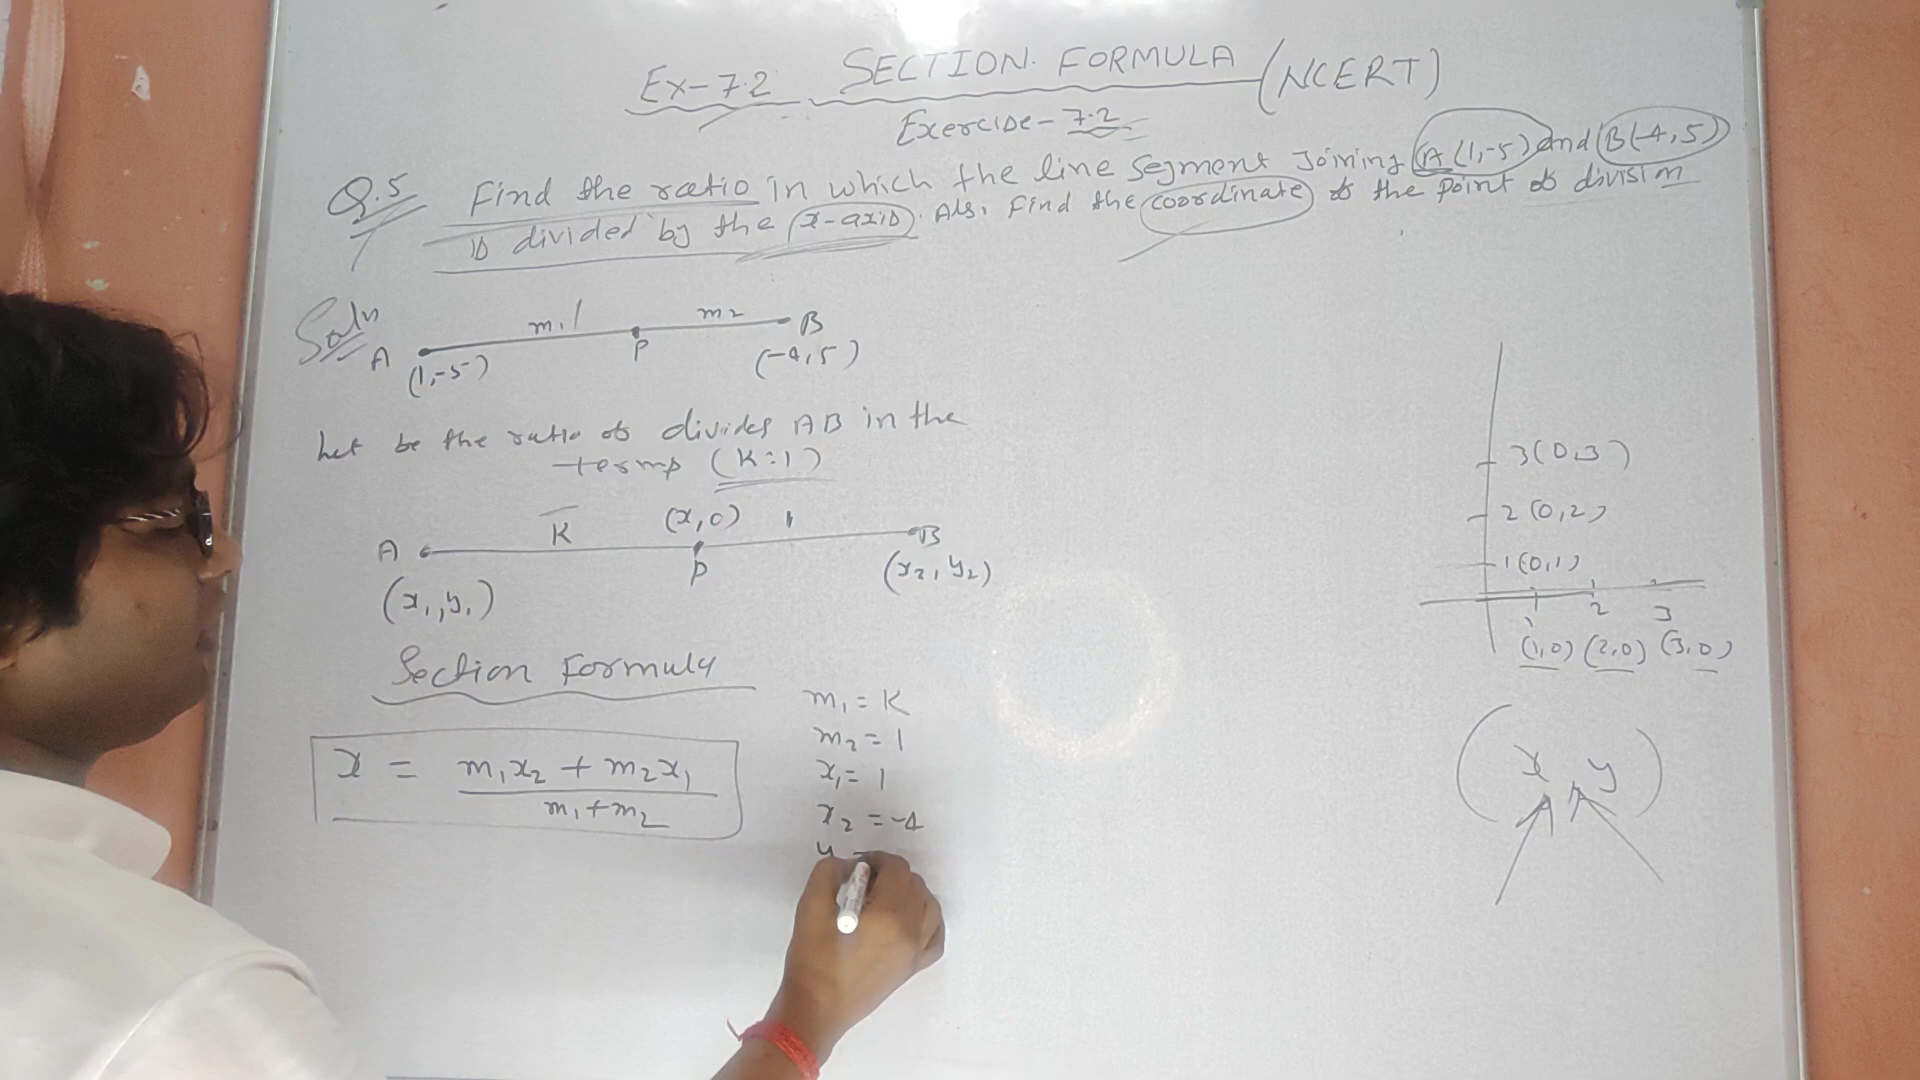 Ex-7.2 SECTION FORMULA (NCERT)
Exercise-7.2
Q.5 Find the ratio in which the line segment Joining A(1,-5) and B(-4,5)
is divided by the x-axis. Also Find the coordinate of the point of division
Soln
m1 m2
A P B
(1,-5) (-4,5)
Let be the ratio of divides AB in the
terms (K:1)
K (x,0) 1
A P B
(x1,y1) (x2,y2)
Section Formula
x = m1x2 + m2x1
m1+m2
m1 = K
m2 = 1
x1 = 1
x2 = -4
y =
3(0,3)
2(0,2)
1(0,1)
1 2 3
(1,0) (2,0) (3,0)
(x,y)